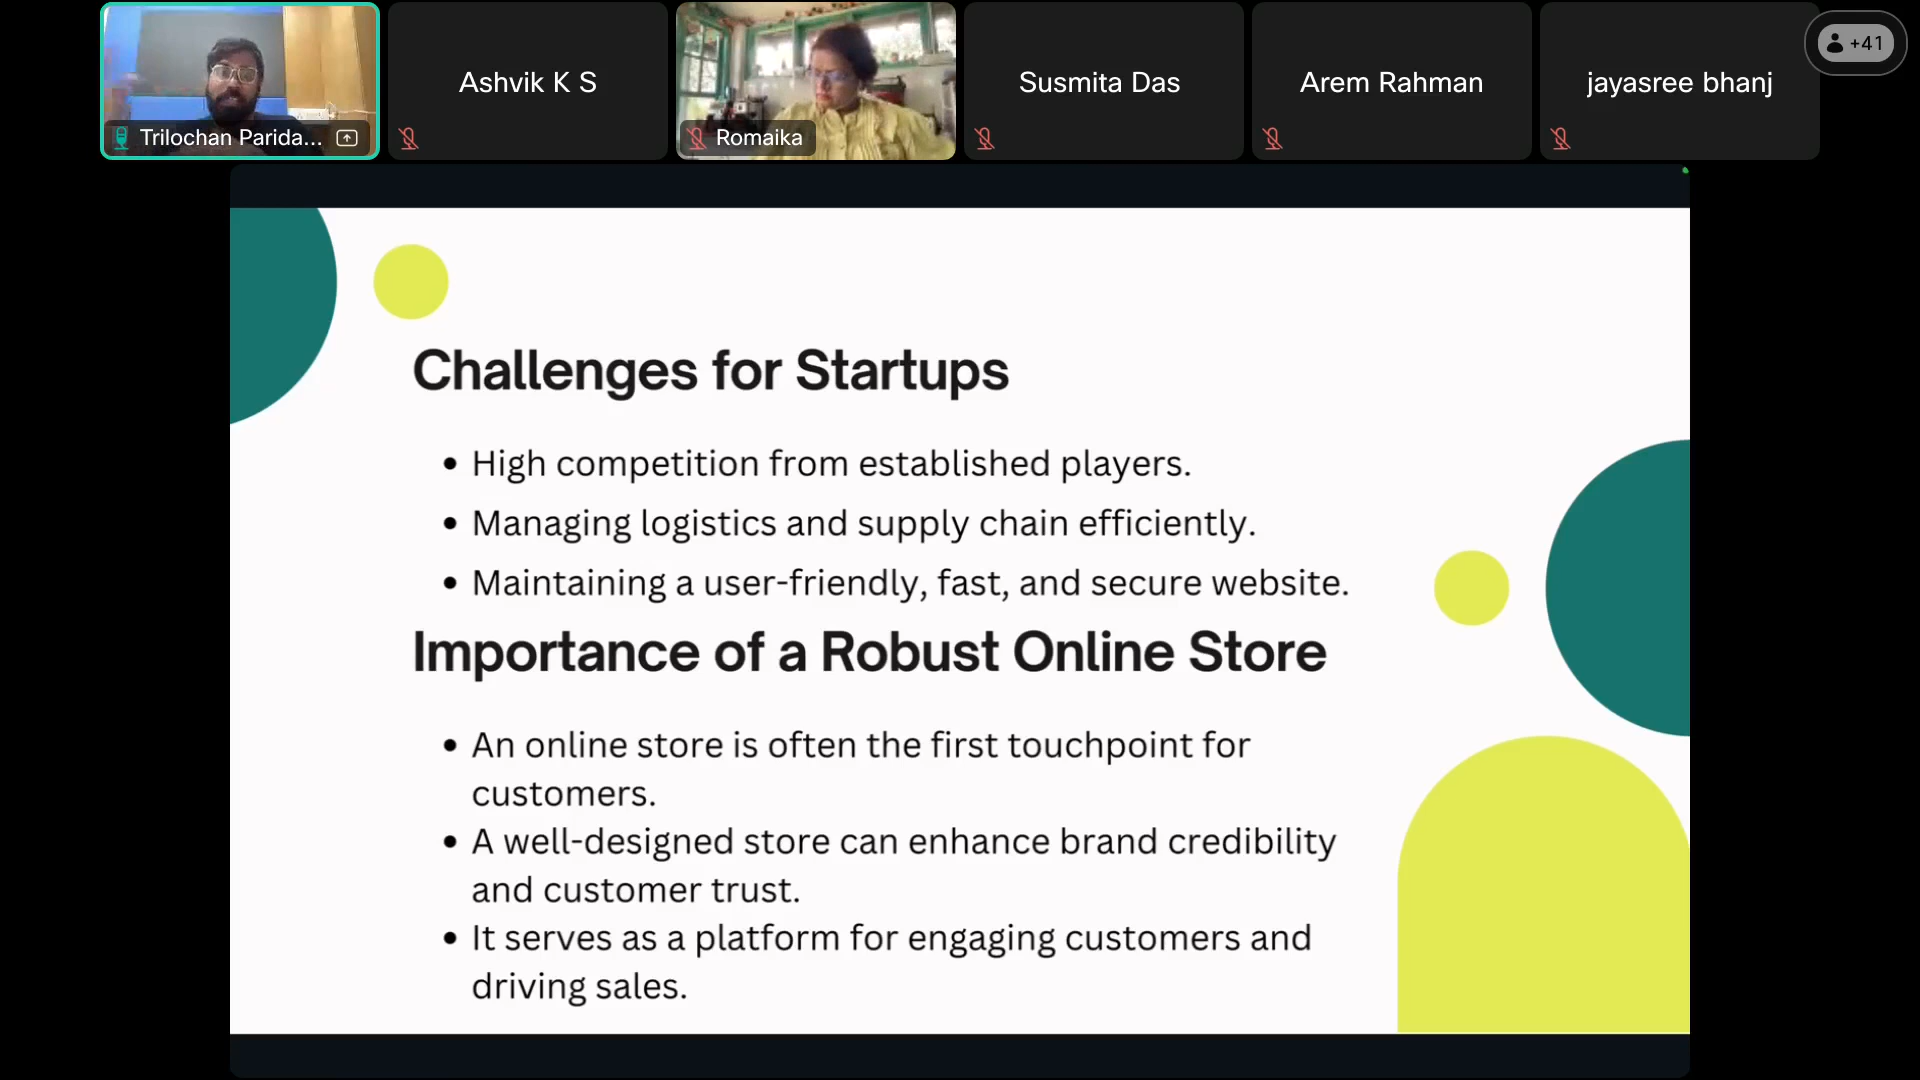 Trilochan Parida...
Ashvik K S
Romaika
Susmita Das
Arem Rahman
jayasree bhanj
+41
Challenges for Startups
• High competition from established players.
• Managing logistics and supply chain efficiently.
• Maintaining a user-friendly, fast, and secure website.
Importance of a Robust Online Store
• An online store is often the first touchpoint for
customers.
• A well-designed store can enhance brand credibility
and customer trust.
• It serves as a platform for engaging customers and
driving sales.